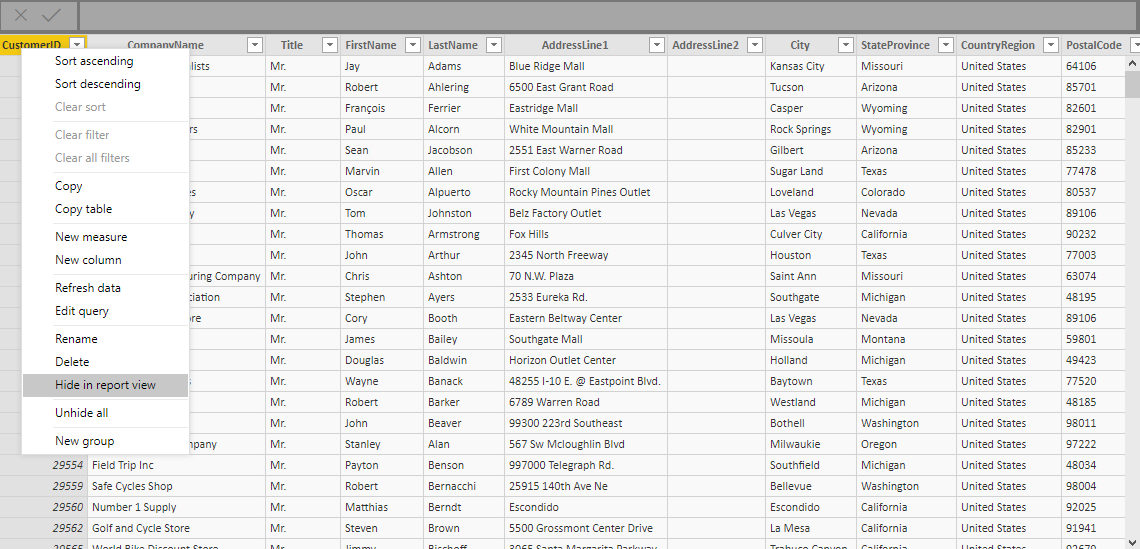 CustomerID CompanyName Title FirstName LastName AddressLine1 AddressLine2 City StateProvince CountryRegion PostalCode
Sort ascending
Sort descending
Clear sort
Clear filter
Clear all filters
Copy
Copy table
New measure
New column
Refresh data
Edit query
Rename
Delete
Hide in report view
Unhide all
New group
alists Mr. Jay Adams Blue Ridge Mall Kansas City Missouri United States 64106
Mr. Robert Ahlering 6500 East Grant Road Tucson Arizona United States 85701
Mr. François Ferrier Eastridge Mall Casper Wyoming United States 82601
ers Mr. Paul Alcorn White Mountain Mall Rock Springs Wyoming United States 82901
Mr. Sean Jacobson 2551 East Warner Road Gilbert Arizona United States 85233
Mr. Marvin Allen First Colony Mall Sugar Land Texas United States 77478
es Mr. Oscar Alpuerto Rocky Mountain Pines Outlet Loveland Colorado United States 80537
y Mr. Tom Johnston Belz Factory Outlet Las Vegas Nevada United States 89106
Mr. Thomas Armstrong Fox Hills Culver City California United States 90232
Mr. John Arthur 2345 North Freeway Houston Texas United States 77003
uring Company Mr. Chris Ashton 70 N.W. Plaza Saint Ann Missouri United States 63074
ciation Mr. Stephen Ayers 2533 Eureka Rd. Southgate Michigan United States 48195
ore Mr. Cory Booth Eastern Beltway Center Las Vegas Nevada United States 89106
Mr. James Bailey Southgate Mall Missoula Montana United States 59801
Mr. Douglas Baldwin Horizon Outlet Center Holland Michigan United States 49423
Mr. Wayne Banack 48255 I-10 E. @ Eastpoint Blvd. Baytown Texas United States 77520
Mr. Robert Barker 6789 Warren Road Westland Michigan United States 48185
Mr. John Beaver 99300 223rd Southeast Bothell Washington United States 98011
mpany Mr. Stanley Alan 567 Sw Mcloughlin Blvd Milwaukie Oregon United States 97222
29554 Field Trip Inc Mr. Payton Benson 997000 Telegraph Rd. Southfield Michigan United States 48034
29559 Safe Cycles Shop Mr. Robert Bernacchi 25915 140th Ave Ne Bellevue Washington United States 98004
29560 Number 1 Supply Mr. Matthias Berndt Escondido Escondido California United States 92025
29562 Golf and Cycle Store Mr. Steven Brown 5500 Grossmont Center Drive La Mesa California United States 91941
29565 World Bike Discount Store Mr. Jimmy Bischoff 3065 Santa Margarita Parkway Trabuco Canyon California United States 92679